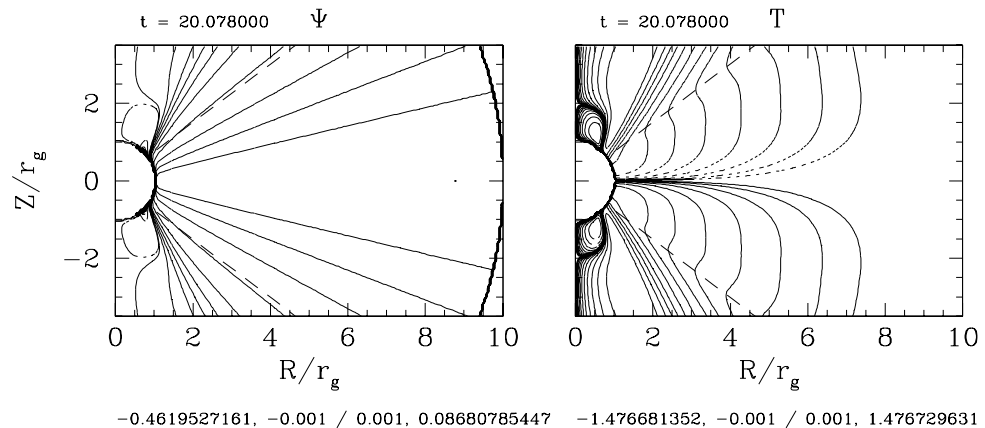 t = 20.078000 Ψ
t = 20.078000 T
Z/r_g
2
0
−2
0 2 4 6 8 10
0 2 4 6 8 10
R/r_g
R/r_g
−0.4619527161, −0.001 / 0.001, 0.08680785447
−1.476681352, −0.001 / 0.001, 1.476729631